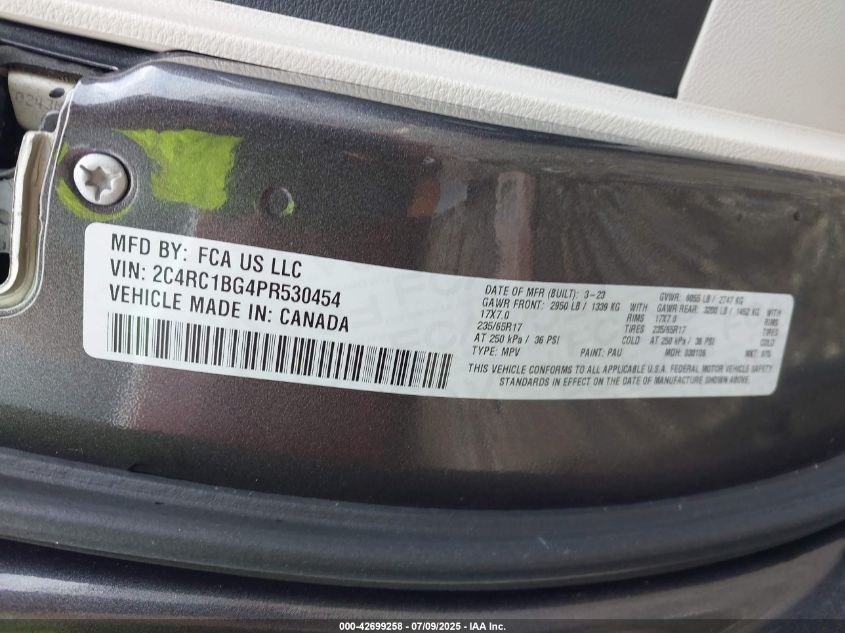 MFD BY: FCA US LLC
VIN: 2C4RC1BG4PR530454
VEHICLE MADE IN: CANADA
DATE OF MFR (BUILT): 3-23 GVWR: 6055 LB / 2747 KG
GAWR FRONT: 2950 LB / 1339 KG WITH GAWR REAR: 3200 LB / 1452 KG WITH
17X7.0 RIMS 17X7.0 RIMS
235/65R17 TIRES 235/65R17 TIRES
AT 250 kPa / 36 PSI COLD AT 250 kPa / 36 PSI COLD
TYPE: MPV PAINT: PAU MDH: 030106 MKT: 075
THIS VEHICLE CONFORMS TO ALL APPLICABLE U.S.A. FEDERAL MOTOR VEHICLE SAFETY
STANDARDS IN EFFECT ON THE DATE OF MANUFACTURE SHOWN ABOVE.
000-42699258 - 07/09/2025 - IAA Inc.